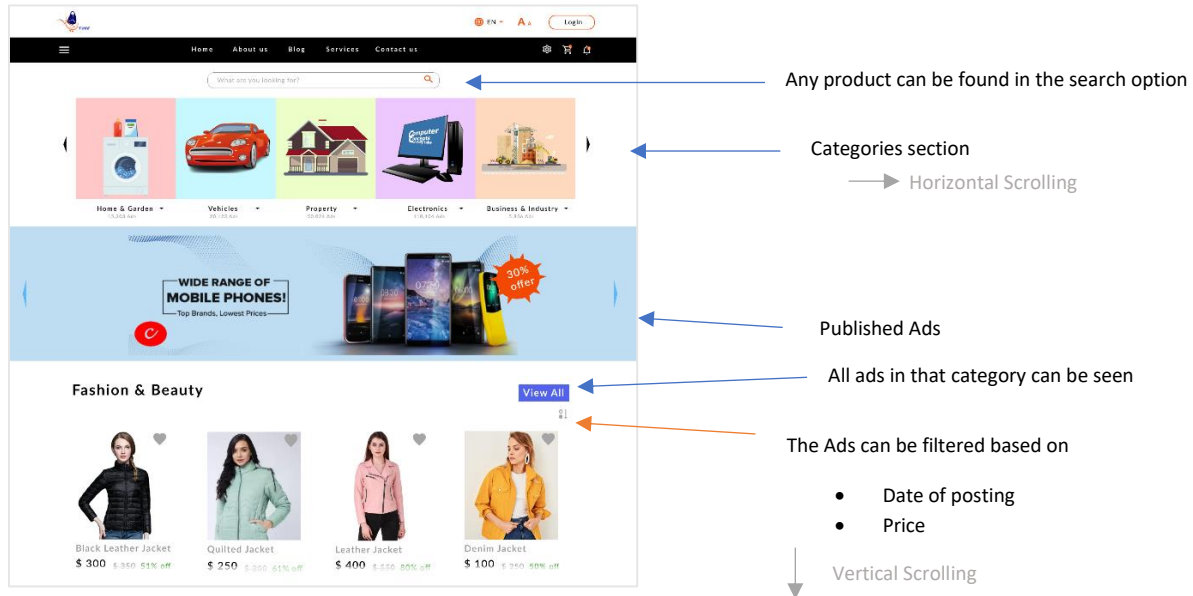 EN
A A
Login
Home About us Blog Services Contact us
What are you looking for?
Any product can be found in the search option
Computer
Categories section
Horizontal Scrolling
Home & Garden
Vehicles
Property
Electronics
Business & Industry
WIDE RANGE OF
MOBILE PHONES!
Top Brands, Lowest Prices
30%
offer
Published Ads
Fashion & Beauty
View All
All ads in that category can be seen
The Ads can be filtered based on
• Date of posting
• Price
Black Leather Jacket
Quilted Jacket
Leather Jacket
Denim Jacket
$ 300 $ 350 51% off
$ 250 61% off
$ 400 80% off
$ 100 $ 250 50% off
Vertical Scrolling